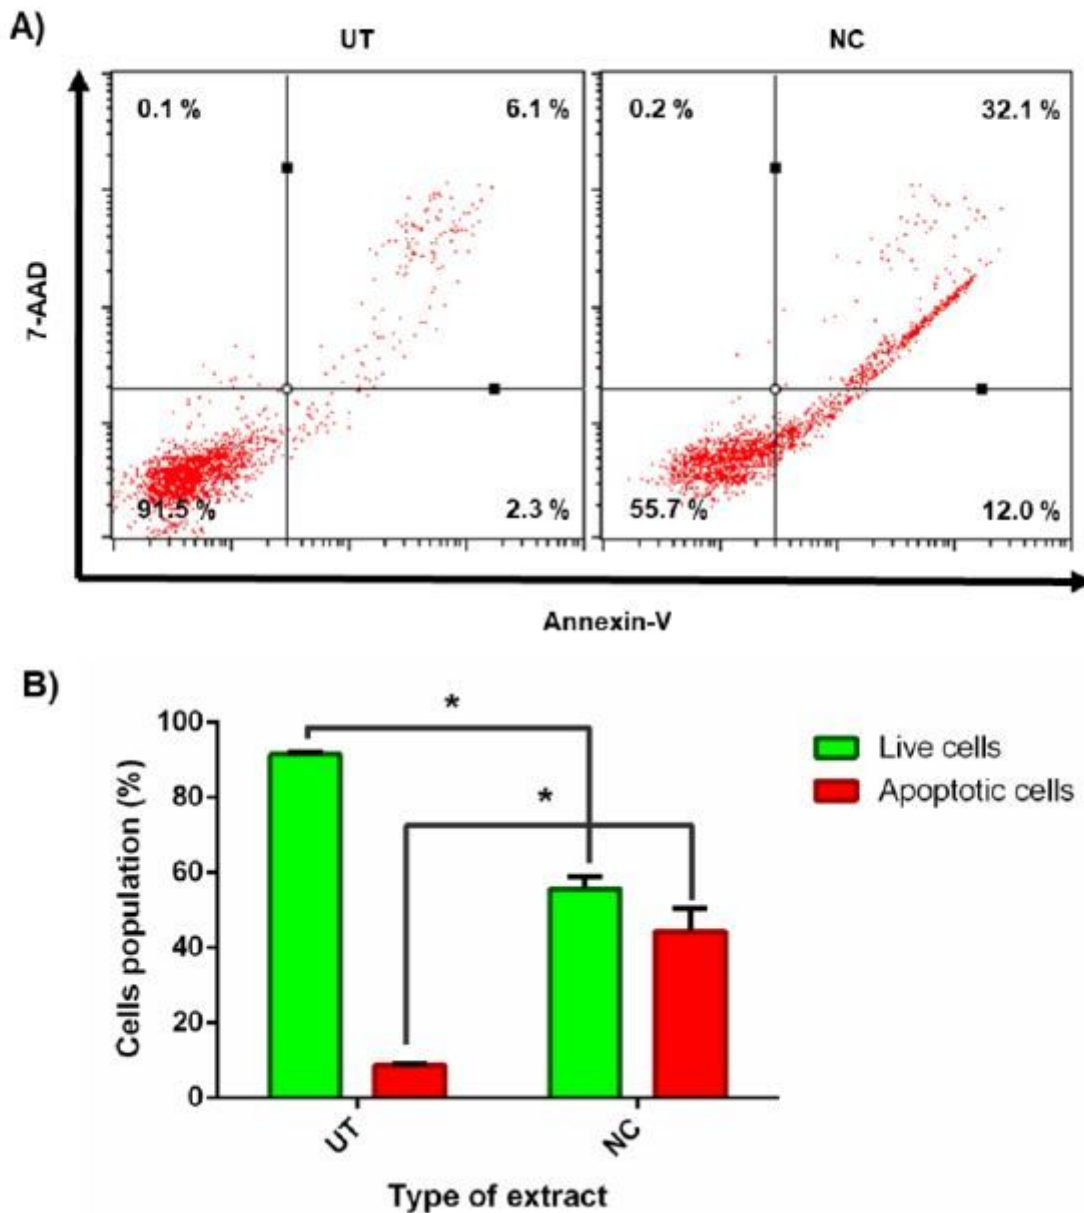 A)
UT
NC
0.1 %
6.1 %
0.2 %
32.1 %
7-AAD
91.5 %
2.3 %
55.7 %
12.0 %
Annexin-V
B)
*
*
100
80
60
40
20
0
Cells population (%)
Live cells
Apoptotic cells
UT
NC
Type of extract